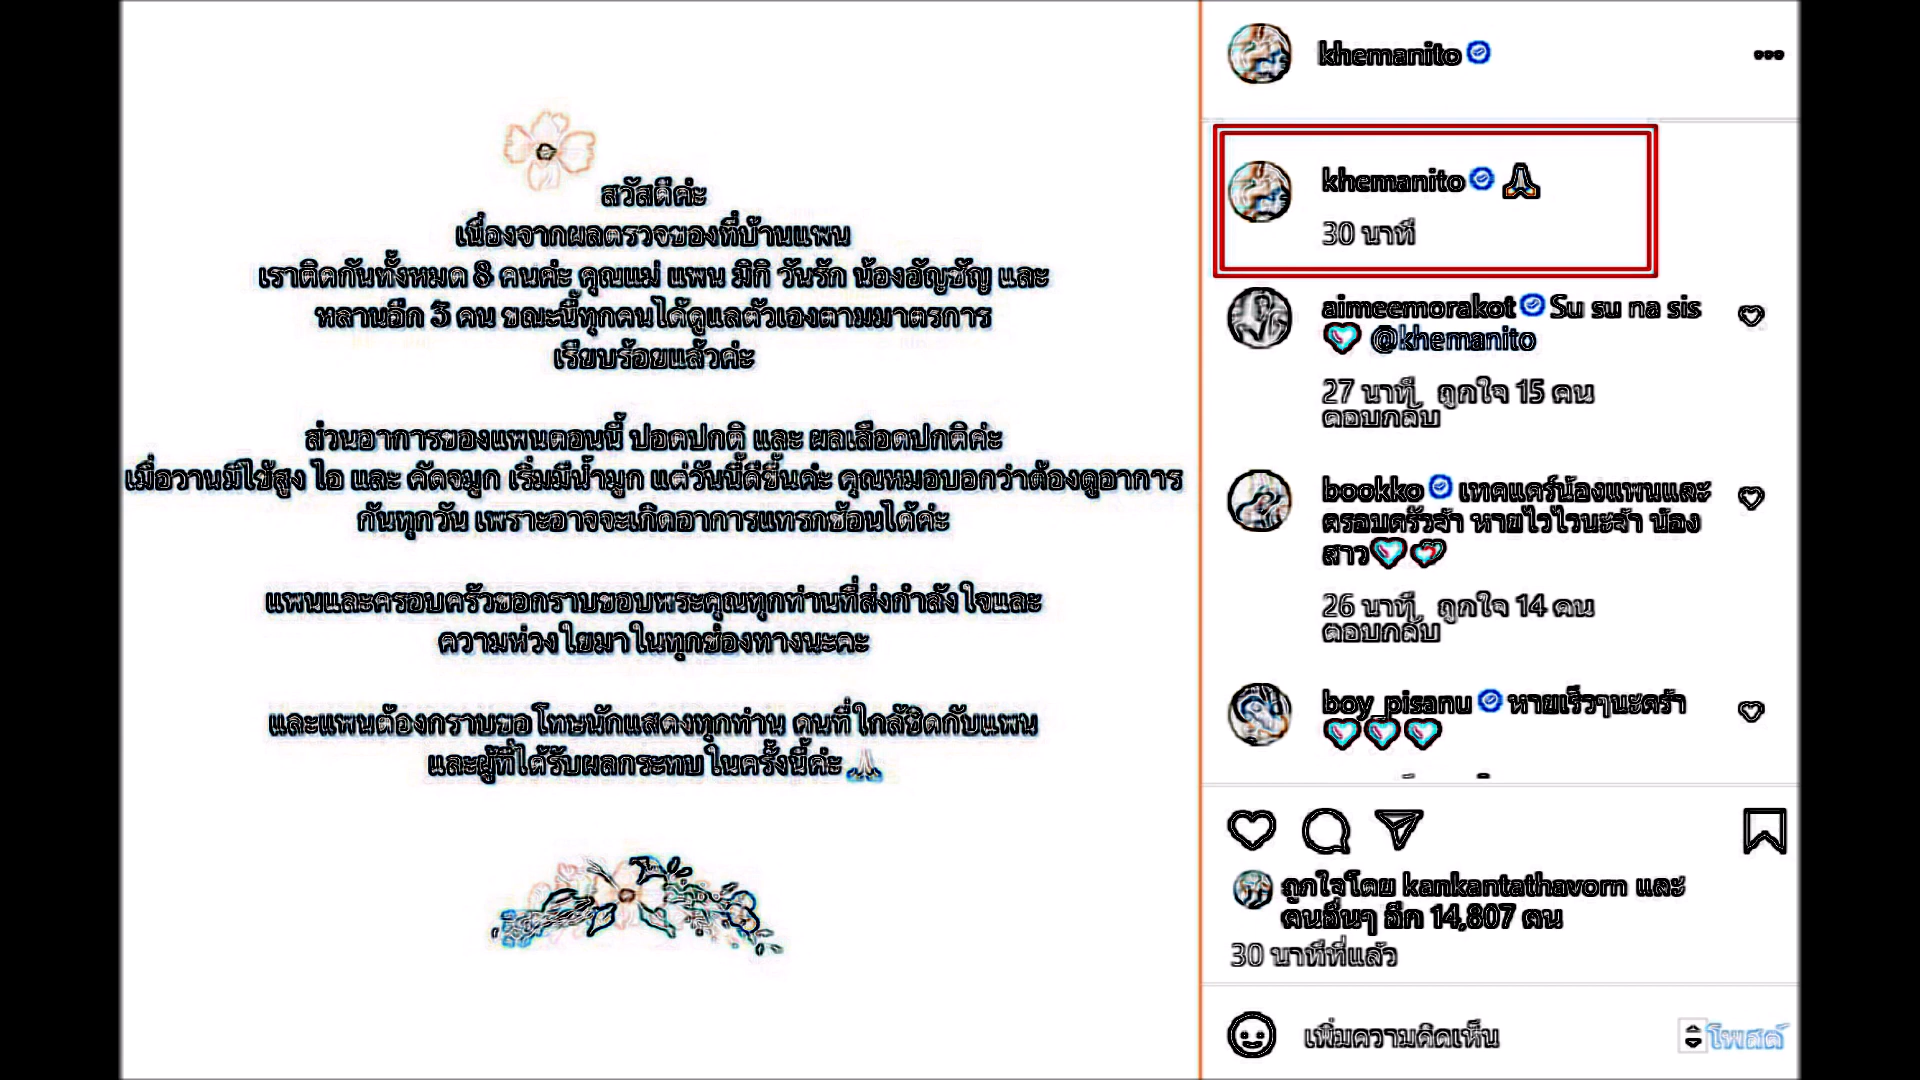 สวัสดีค่ะ
เนื่องจากผลตรวจของที่บ้านแพน
เราติดกันทั้งหมด 8 คนค่ะ คุณแม่ แพน มิกิ วันรัก น้องอัญชัญ และ
หลานอีก 3 คน ขณะนี้ทุกคนได้ดูแลตัวเองตามมาตรการ
เรียบร้อยแล้วค่ะ
ส่วนอาการของแพนตอนนี้ ปอดปกติ และ ผลเลือดปกติค่ะ
เมื่อวานมีไข้สูง ไอ และ คัดจมูก เริ่มมีน้ำมูก แต่วันนี้ดีขึ้นค่ะ คุณหมอบอกว่าต้องดูอาการ
กันทุกวัน เพราะอาจจะเกิดอาการแทรกซ้อนได้ค่ะ
แพนและครอบครัวขอกราบขอบพระคุณทุกท่านที่ส่งกำลังใจและ
ความห่วงใยมาในทุกช่องทางนะคะ
และแพนต้องกราบขอโทษนักแสดงทุกท่าน คนที่ใกล้ชิดกับแพน
และผู้ที่ได้รับผลกระทบในครั้งนี้ค่ะ🙏
khemanito
khemanito 🙏
30 นาที
aimeemorakot Su su na sis
❤️ @khemanito
27 นาที ถูกใจ 15 คน
ตอบกลับ
bookko เทคแคร์น้องแพนและ
ครอบครัวจ้า หายไวไวนะจ้า น้อง
สาว❤️💕
26 นาที ถูกใจ 14 คน
ตอบกลับ
boy_pisanu หายเร็วๆนะคร้า
❤️❤️❤️
ถูกใจโดย kankantathavorn และ
คนอื่นๆ อีก 14,807 คน
30 นาทีที่แล้ว
เพิ่มความคิดเห็น
โพสต์